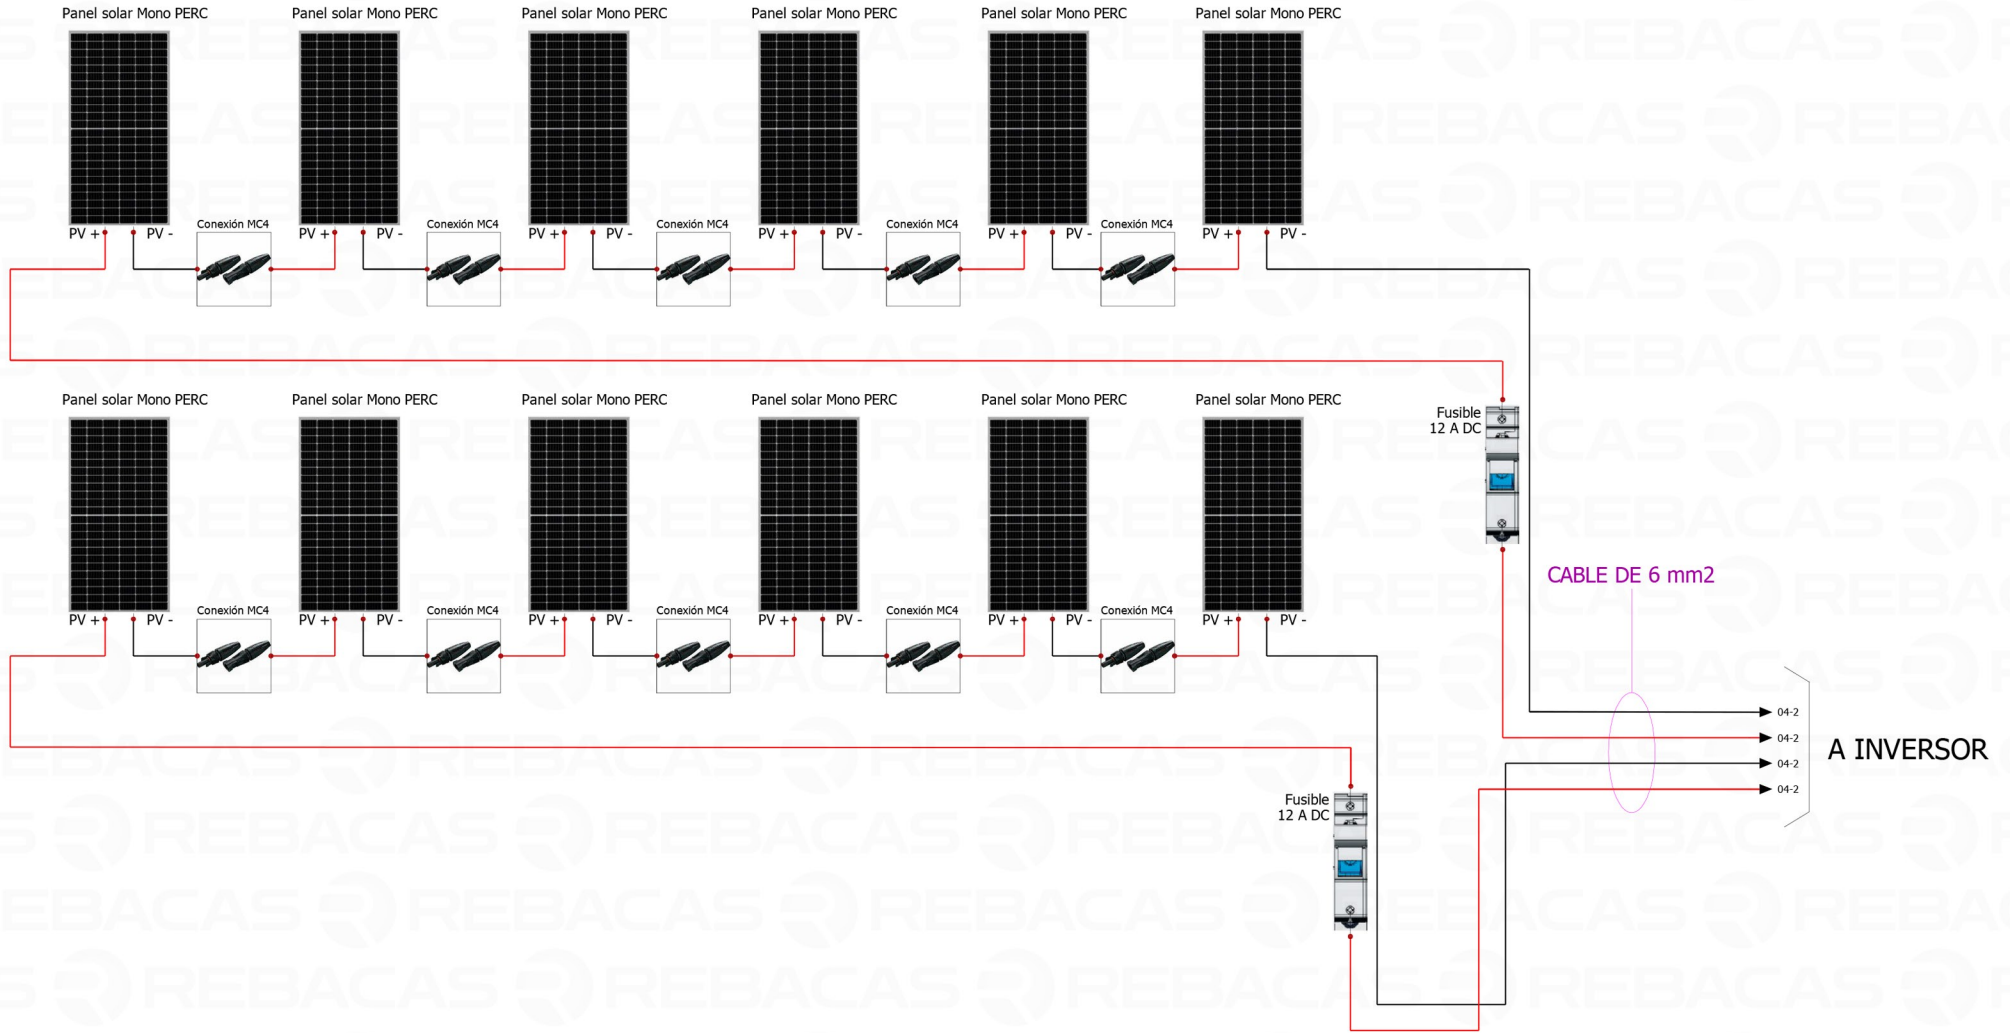 Panel solar Mono PERC
Panel solar Mono PERC
Panel solar Mono PERC
Panel solar Mono PERC
Panel solar Mono PERC
Panel solar Mono PERC
Conexión MC4
Conexión MC4
Conexión MC4
Conexión MC4
Conexión MC4
PV + PV -
PV + PV -
PV + PV -
PV + PV -
PV + PV -
PV + PV -
Panel solar Mono PERC
Panel solar Mono PERC
Panel solar Mono PERC
Panel solar Mono PERC
Panel solar Mono PERC
Panel solar Mono PERC
Fusible
12 A DC
CABLE DE 6 mm2
Conexión MC4
Conexión MC4
Conexión MC4
Conexión MC4
Conexión MC4
PV + PV -
PV + PV -
PV + PV -
PV + PV -
PV + PV -
PV + PV -
04-2
04-2
04-2
04-2
A INVERSOR
Fusible
12 A DC
REBACAS